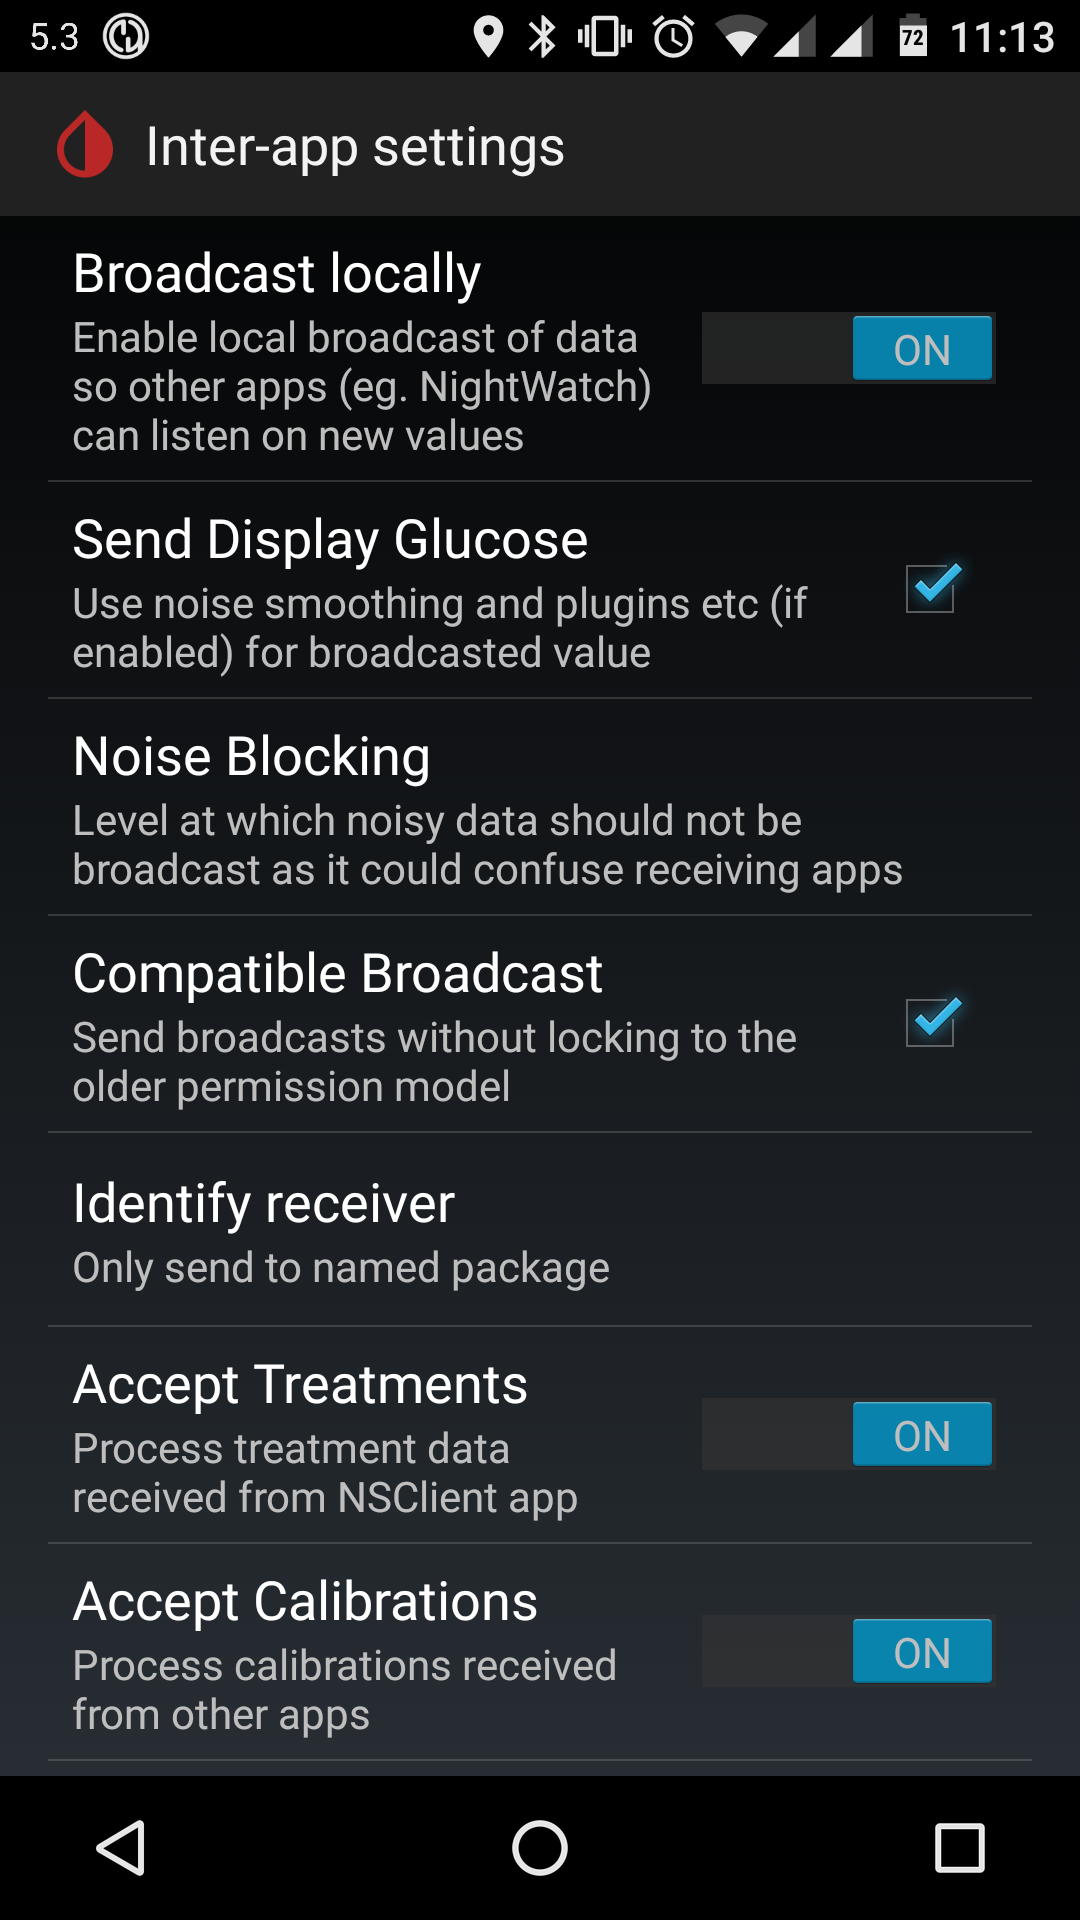 5.3
72
11:13
Inter-app settings
Broadcast locally
Enable local broadcast of data
so other apps (eg. NightWatch)
can listen on new values
ON
Send Display Glucose
Use noise smoothing and plugins etc (if
enabled) for broadcasted value
Noise Blocking
Level at which noisy data should not be
broadcast as it could confuse receiving apps
Compatible Broadcast
Send broadcasts without locking to the
older permission model
Identify receiver
Only send to named package
Accept Treatments
Process treatment data
received from NSClient app
ON
Accept Calibrations
Process calibrations received
from other apps
ON